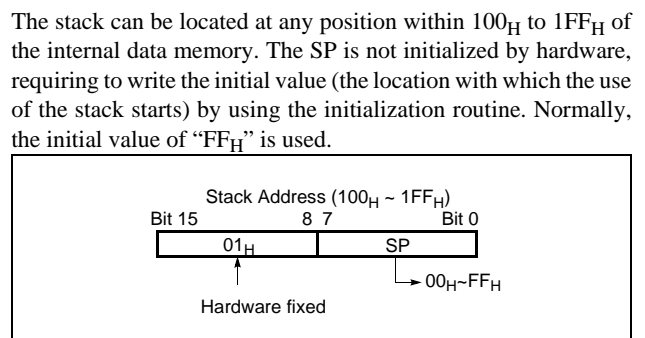 The stack can be located at any position within 100H to 1FFH of
the internal data memory. The SP is not initialized by hardware,
requiring to write the initial value (the location with which the use
of the stack starts) by using the initialization routine. Normally,
the initial value of “FFH” is used.
Stack Address (100H ~ 1FFH)
Bit 15 8 7 Bit 0
01H SP
00H~FFH
Hardware fixed